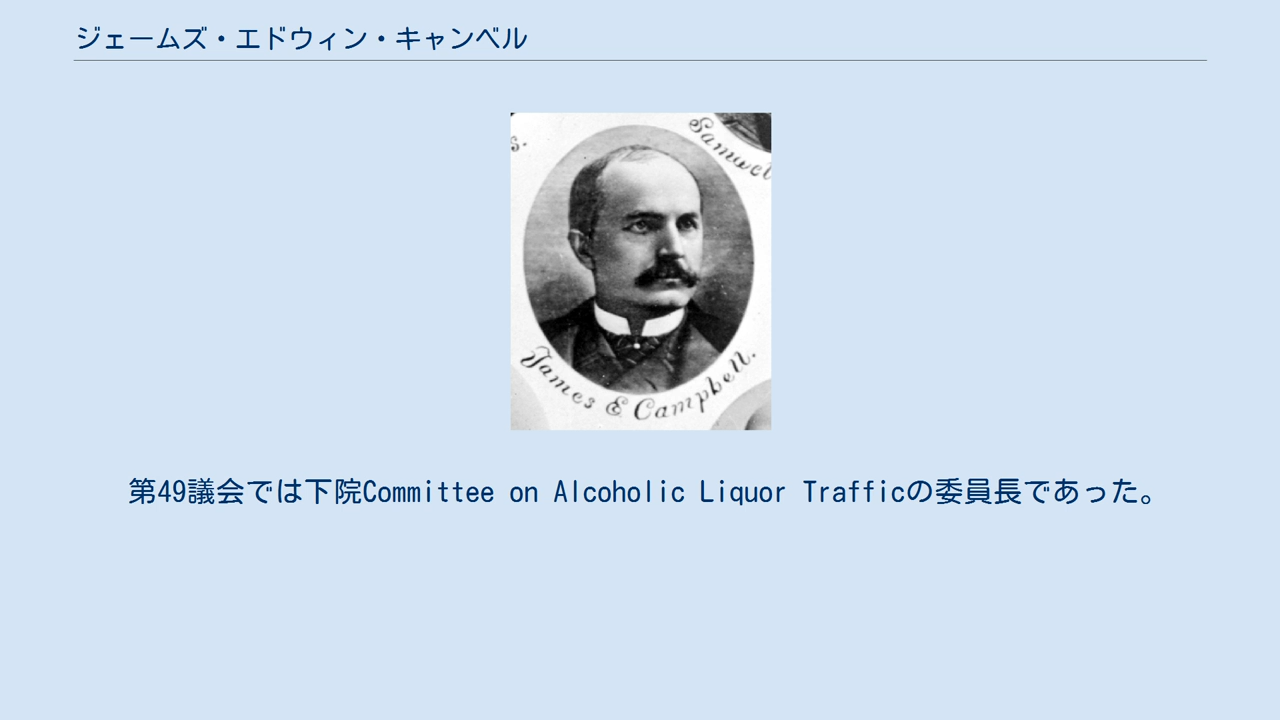 ジェームズ・エドウィン・キャンベル
s.
Samuel
James E Campbell.
第49議会では下院Committee on Alcoholic Liquor Trafficの委員長であった。